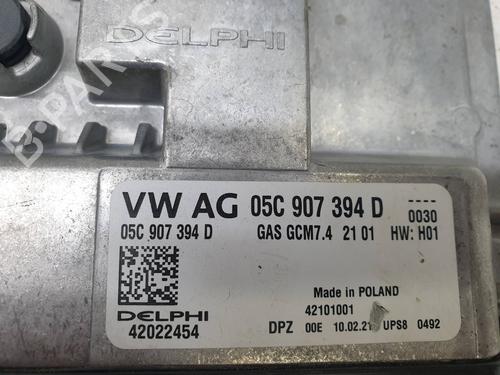 DELPHI
B-PARTS
VW AG 05C 907 394 D ----
0030
05C 907 394 D GAS GCM7.4 21 01 HW: H01
Made in POLAND
42101001
DELPHI
42022454 DPZ 00E 10.02.21 UPS8 0492